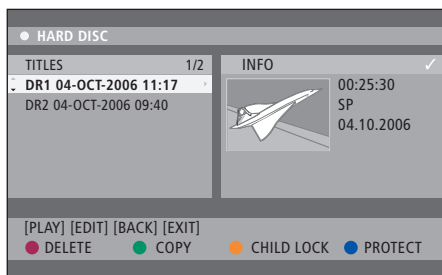 HARD DISC
TITLES 1/2
DR1 04-OCT-2006 11:17
DR2 04-OCT-2006 09:40
INFO
00:25:30
SP
04.10.2006
[PLAY] [EDIT] [BACK] [EXIT]
DELETE COPY CHILD LOCK PROTECT